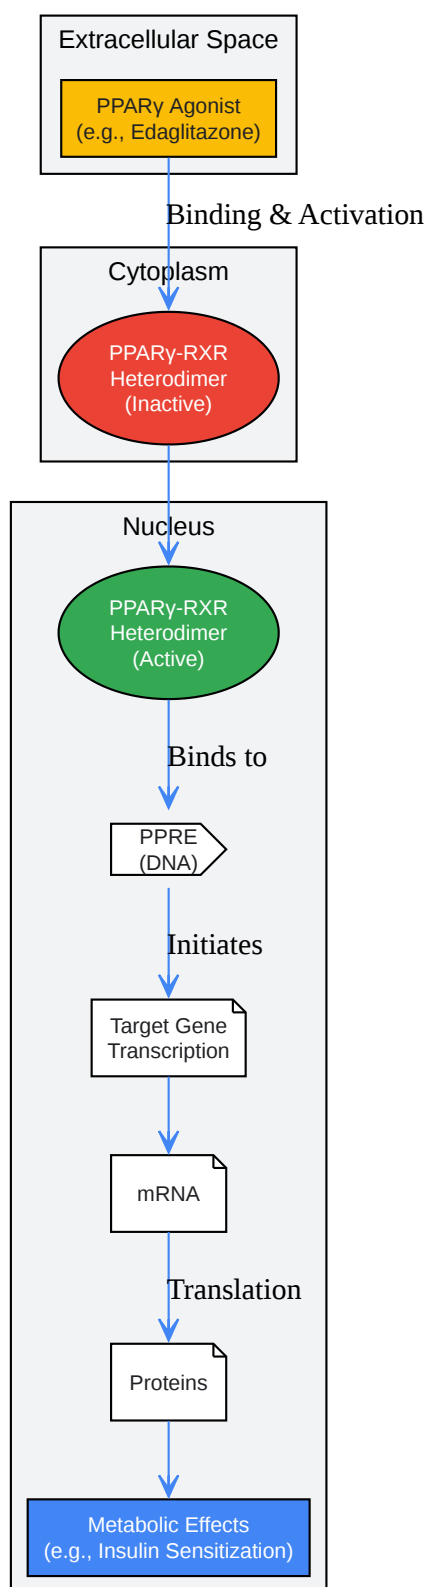 Extracellular Space
PPARγ Agonist
(e.g., Edaglitazone)
Binding & Activation
Cytoplasm
PPARγ-RXR
Heterodimer
(Inactive)
Nucleus
PPARγ-RXR
Heterodimer
(Active)
Binds to
PPRE
(DNA)
Initiates
Target Gene
Transcription
mRNA
Translation
Proteins
Metabolic Effects
(e.g., Insulin Sensitization)